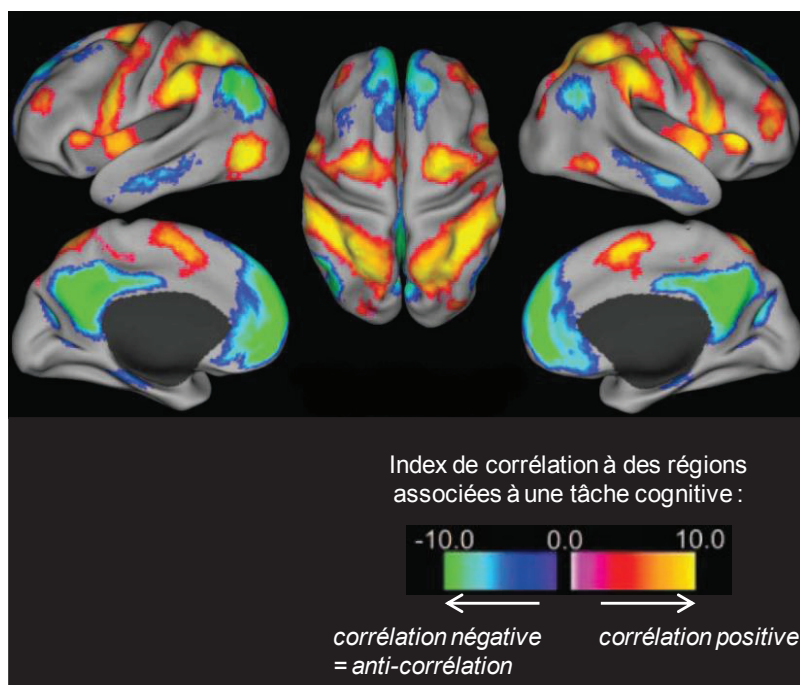 Index de corrélation à des régions
associées à une tâche cognitive :
-10.0 0.0 10.0
corrélation négative corrélation positive
= anti-corrélation